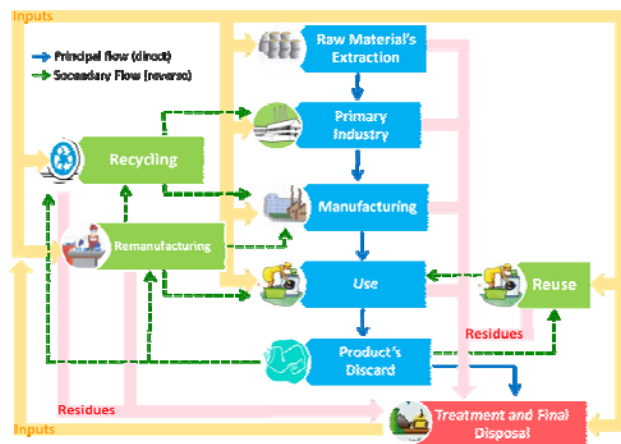 Inputs
Principal flow (direct)
Secondary Flow (reverse)
Raw Material's
Extraction
Primary
Industry
Recycling
Manufacturing
Remanufacturing
Use
Reuse
Residues
Product's
Discard
Residues
Treatment and Final
Disposal
Inputs